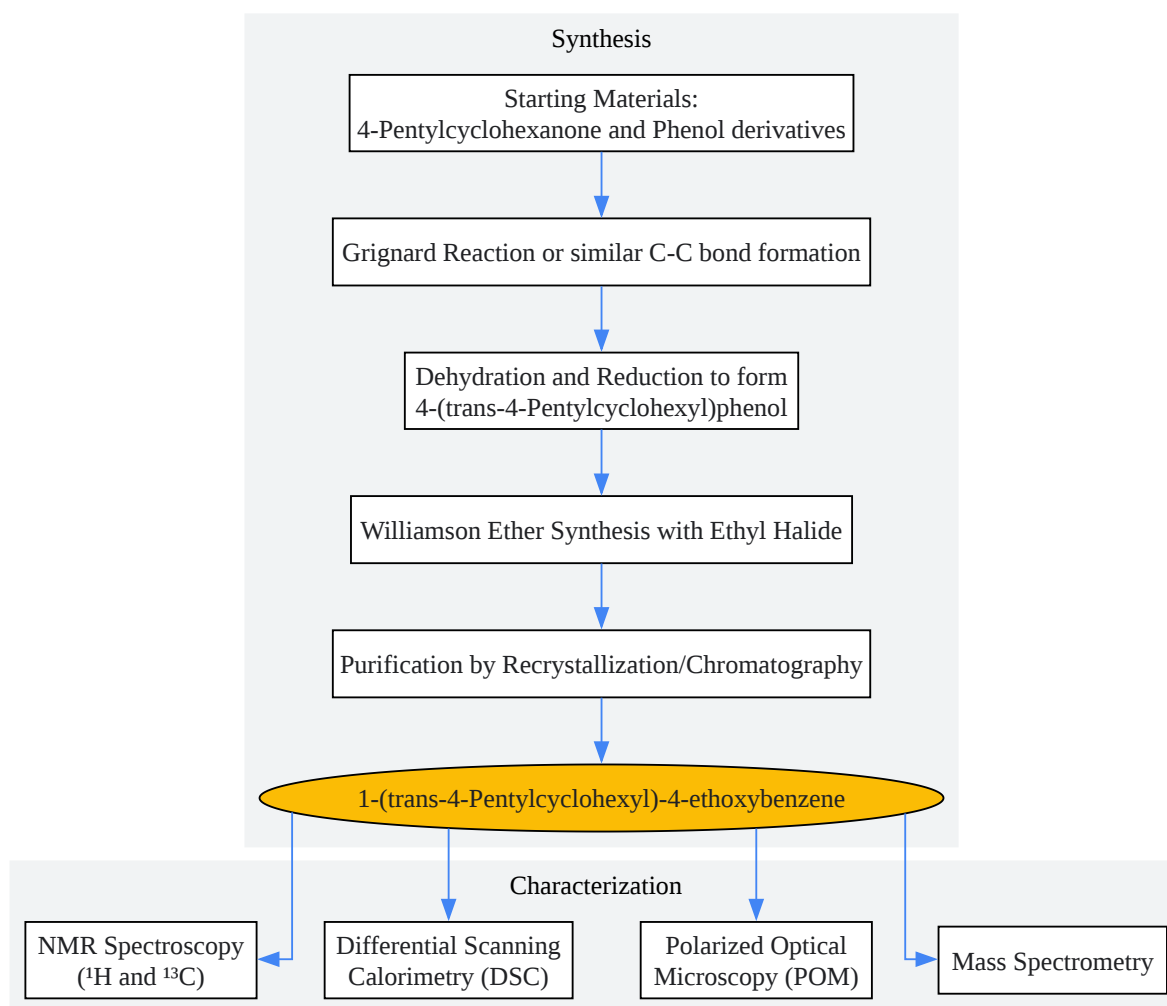 Synthesis
Starting Materials:
4-Pentylcyclohexanone and Phenol derivatives
Grignard Reaction or similar C-C bond formation
Dehydration and Reduction to form
4-(trans-4-Pentylcyclohexyl)phenol
Williamson Ether Synthesis with Ethyl Halide
Purification by Recrystallization/Chromatography
1-(trans-4-Pentylcyclohexyl)-4-ethoxybenzene
Characterization
NMR Spectroscopy
(¹H and ¹³C)
Differential Scanning
Calorimetry (DSC)
Polarized Optical
Microscopy (POM)
Mass Spectrometry